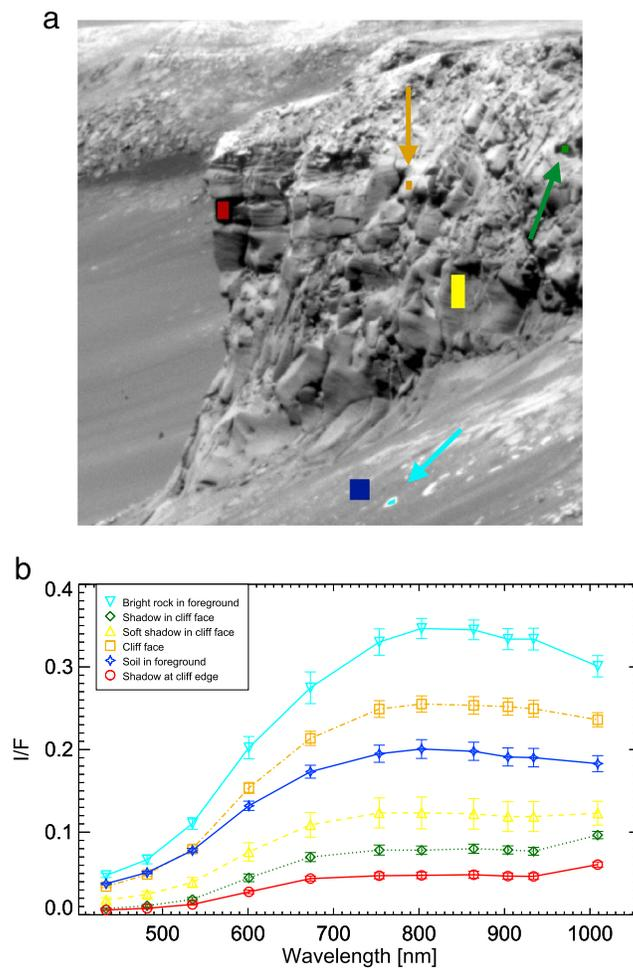 a
b
0.4
0.3
0.2
0.1
0.0
I/F
Bright rock in foreground
Shadow in cliff face
Soft shadow in cliff face
Cliff face
Soil in foreground
Shadow at cliff edge
500 600 700 800 900 1000
Wavelength [nm]